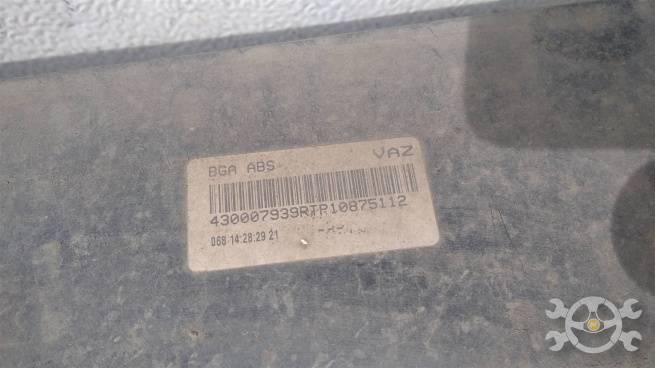 BGA ABS VAZ
430007939RTP10875112
068 14:28:29 21